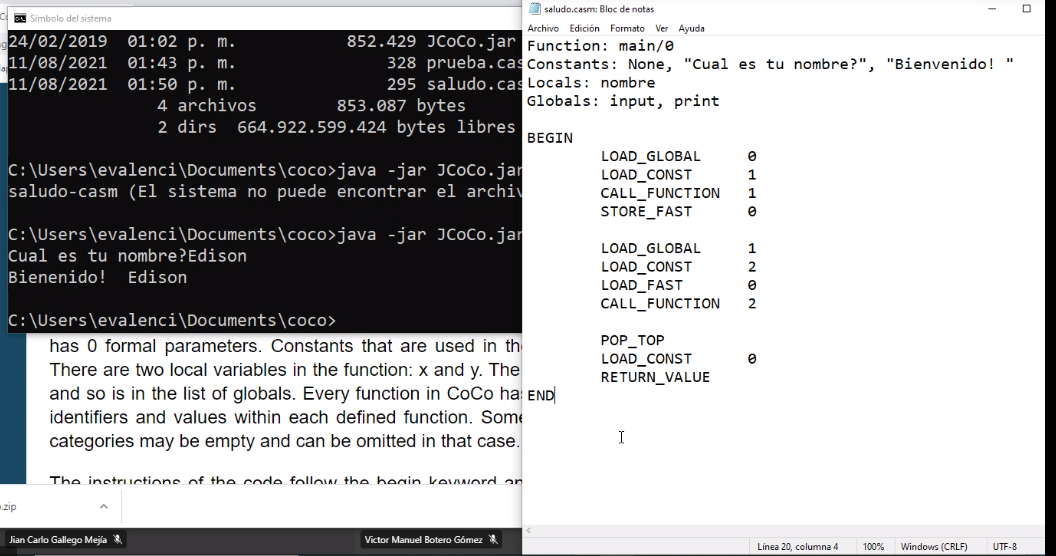 Símbolo del sistema
24/02/2019 01:02 p. m. 852.429 JCoCo.jar
11/08/2021 01:43 p. m. 328 prueba.cas
11/08/2021 01:50 p. m. 295 saludo.cas
4 archivos 853.087 bytes
2 dirs 664.922.599.424 bytes libres
C:\Users\evalenci\Documents\coco>java -jar JCoCo.jar
saludo-casm (El sistema no puede encontrar el archiv
C:\Users\evalenci\Documents\coco>java -jar JCoCo.jar
Cual es tu nombre?Edison
Bienenido! Edison
C:\Users\evalenci\Documents\coco>
has 0 formal parameters. Constants that are used in the
There are two local variables in the function: x and y. The
and so is in the list of globals. Every function in CoCo has
identifiers and values within each defined function. Some
categories may be empty and can be omitted in that case.
The instructions of the code follow the begin keyword an
.zip
Jian Carlo Gallego Mejía
Victor Manuel Botero Gómez
saludo.casm: Bloc de notas
Archivo Edición Formato Ver Ayuda
Function: main/0
Constants: None, "Cual es tu nombre?", "Bienvenido! "
Locals: nombre
Globals: input, print
BEGIN
LOAD_GLOBAL 0
LOAD_CONST 1
CALL_FUNCTION 1
STORE_FAST 0
LOAD_GLOBAL 1
LOAD_CONST 2
LOAD_FAST 0
CALL_FUNCTION 2
POP_TOP
LOAD_CONST 0
RETURN_VALUE
END
Línea 20, columna 4 100% Windows (CRLF) UTF-8